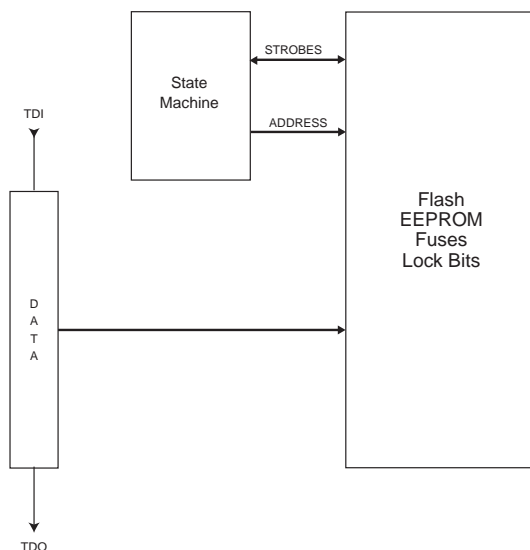 STROBES
State
Machine
ADDRESS
TDI
Flash
EEPROM
Fuses
Lock Bits
D
A
T
A
TDO